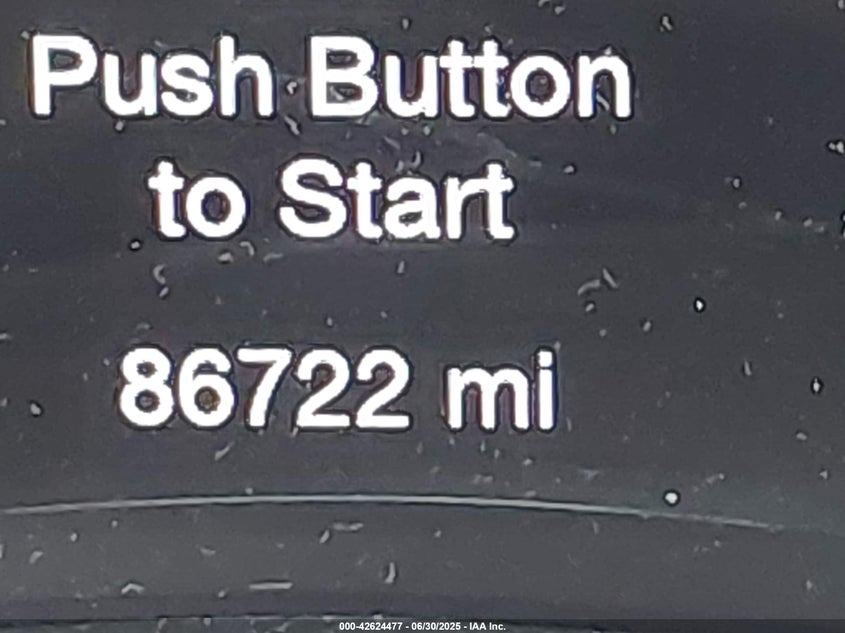 Push Button
to Start
86722 mi
000-42624477 - 06/30/2025 - IAA Inc.